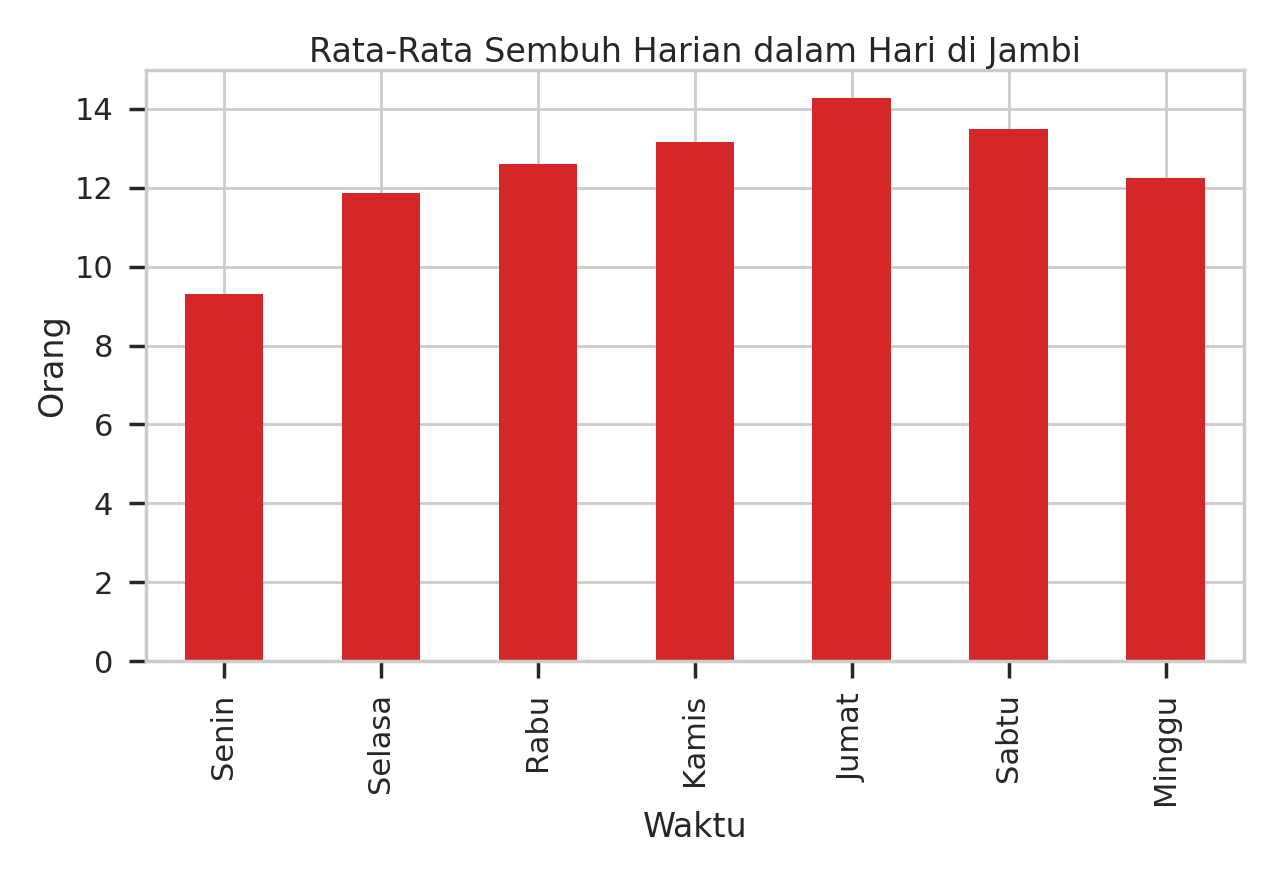 Rata-Rata Sembuh Harian dalam Hari di Jambi
14
12
10
8
6
4
2
0
Orang
Senin
Selasa
Rabu
Kamis
Jumat
Sabtu
Minggu
Waktu